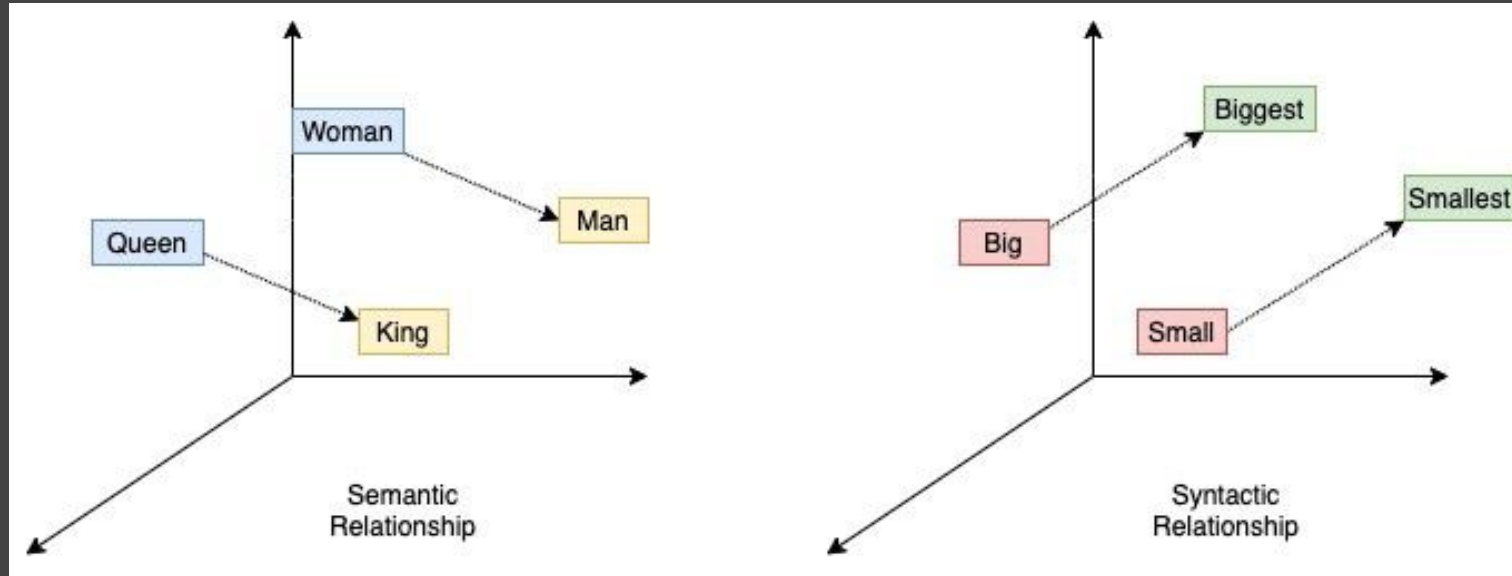 Woman
Man
Queen
King
Semantic
Relationship
Biggest
Smallest
Big
Small
Syntactic
Relationship